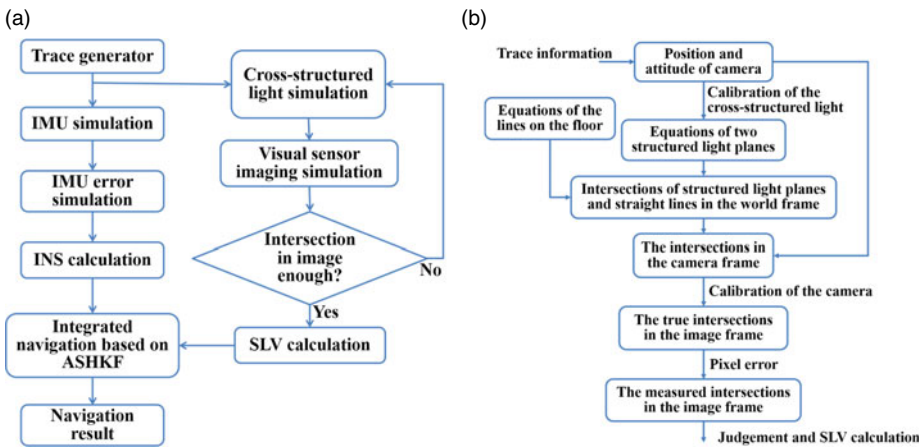 (a)
Trace generator
IMU simulation
IMU error
simulation
INS calculation
Integrated
navigation based on
ASHKF
Navigation
result
Cross-structured
light simulation
Visual sensor
imaging simulation
Intersection
in image
enough?
No
Yes
SLV calculation
(b)
Trace information
Position and
attitude of camera
Calibration of the
cross-structured light
Equations of the
lines on the floor
Equations of two
structured light planes
Intersections of structured light planes
and straight lines in the world frame
The intersections in
the camera frame
Calibration of the camera
The true intersections
in the image frame
Pixel error
The measured intersections
in the image frame
Judgement and SLV calculation